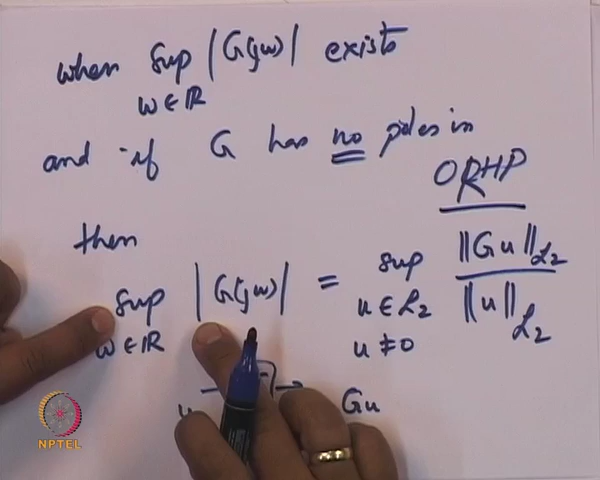 when sup |G(jω)| exists
ω ∈ ℝ
and if G has no poles in
ORHP
then
sup |G(jω)| = sup ||Gu||ℒ2 / ||u||ℒ2
ω ∈ ℝ u ∈ ℒ2
u ≠ 0
u → Gu
NPTEL